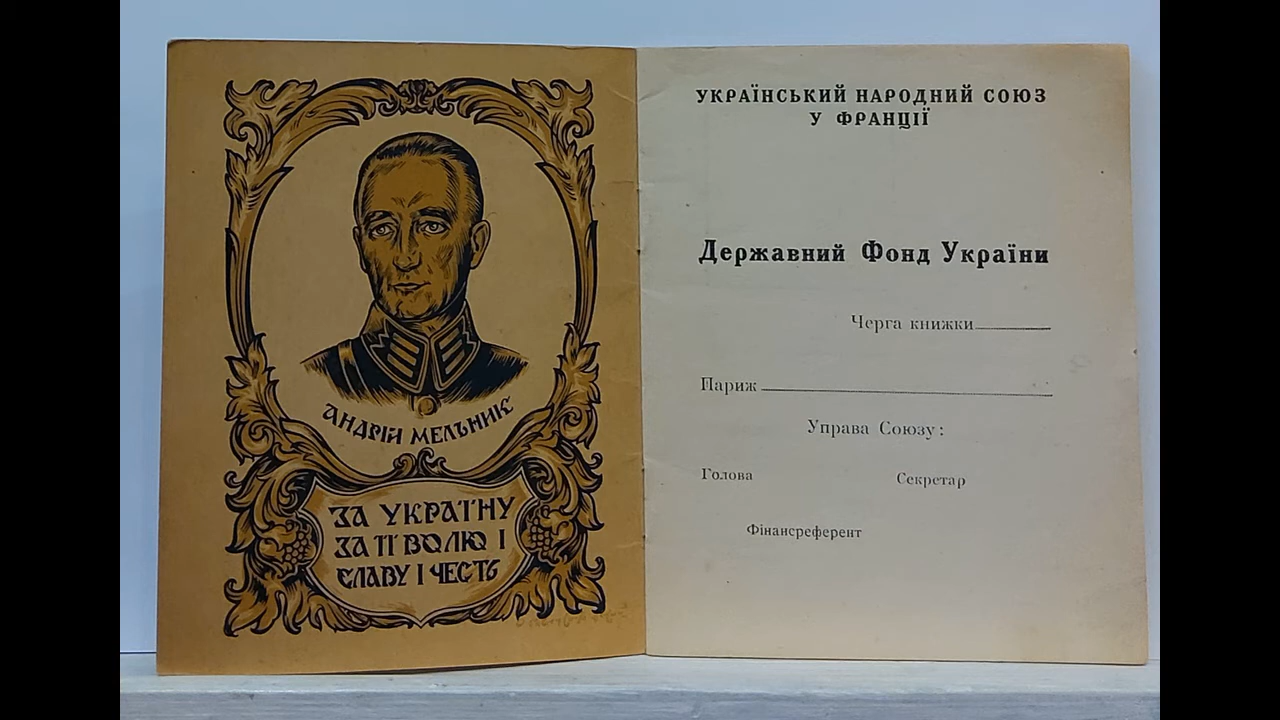 АНДРІЙ МЕЛЬНИК
ЗА УКРАЇНУ
ЗА ЇЇ ВОЛЮ І
СЛАВУ І ЧЕСТЬ
УКРАЇНСЬКИЙ НАРОДНИЙ СОЮЗ
У ФРАНЦІЇ
Державний Фонд України
Черга книжки
Париж
Управа Союзу:
Голова Секретар
Фінансреферент